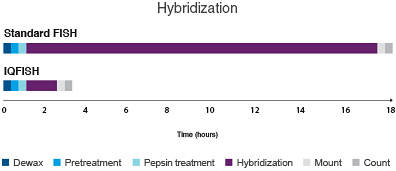 Hybridization
Standard FISH
IQFISH
0 2 4 6 8 10 12 14 16 18
Time (hours)
Dewax Pretreatment Pepsin treatment Hybridization Mount Count